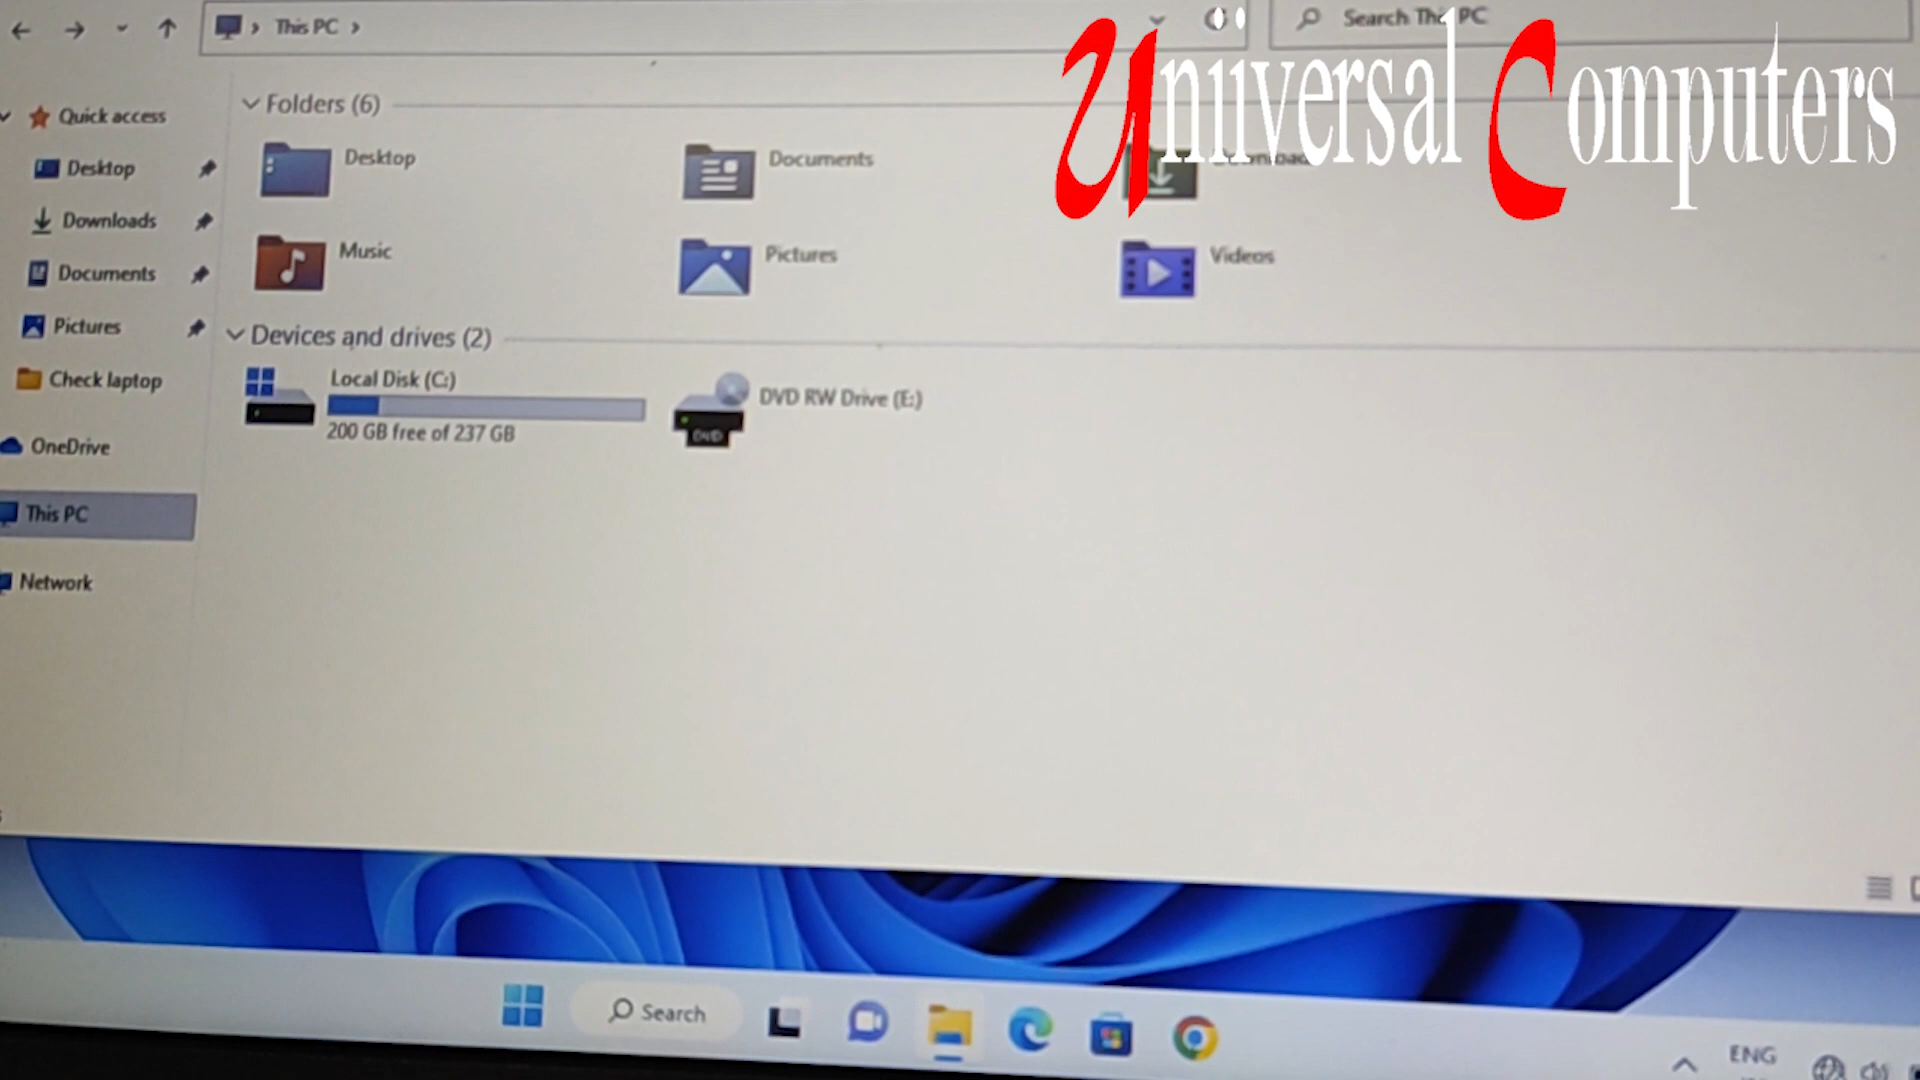 This PC
Search This PC
Uniiversal Computers
Quick access
Desktop
Downloads
Documents
Pictures
Check laptop
OneDrive
This PC
Network
Folders (6)
Desktop
Documents
Music
Pictures
Videos
Devices and drives (2)
Local Disk (C:)
200 GB free of 237 GB
DVD RW Drive (E:)
DVD
Search
ENG